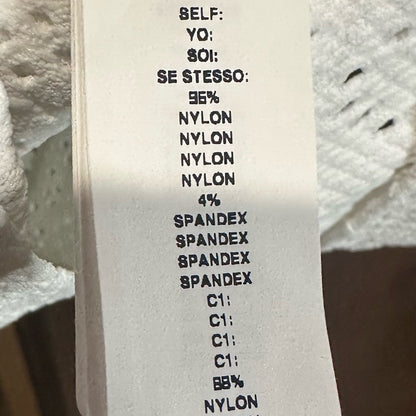 SELF:
YO:
SOI:
SE STESSO:
96%
NYLON
NYLON
NYLON
NYLON
4%
SPANDEX
SPANDEX
SPANDEX
SPANDEX
C1:
C1:
C1:
C1:
88%
NYLON